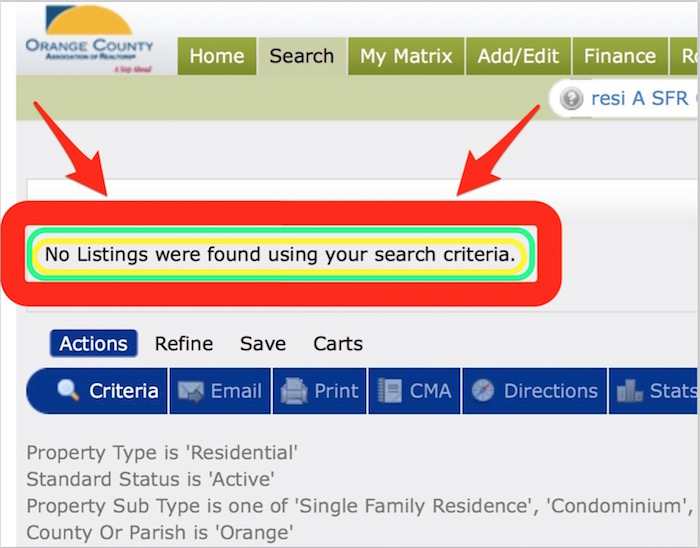 ORANGE COUNTY
ASSOCIATION OF REALTORS®
A Step Ahead
Home Search My Matrix Add/Edit Finance
resi A SFR
No Listings were found using your search criteria.
Actions Refine Save Carts
Criteria Email Print CMA Directions Stats
Property Type is 'Residential'
Standard Status is 'Active'
Property Sub Type is one of 'Single Family Residence', 'Condominium',
County Or Parish is 'Orange'